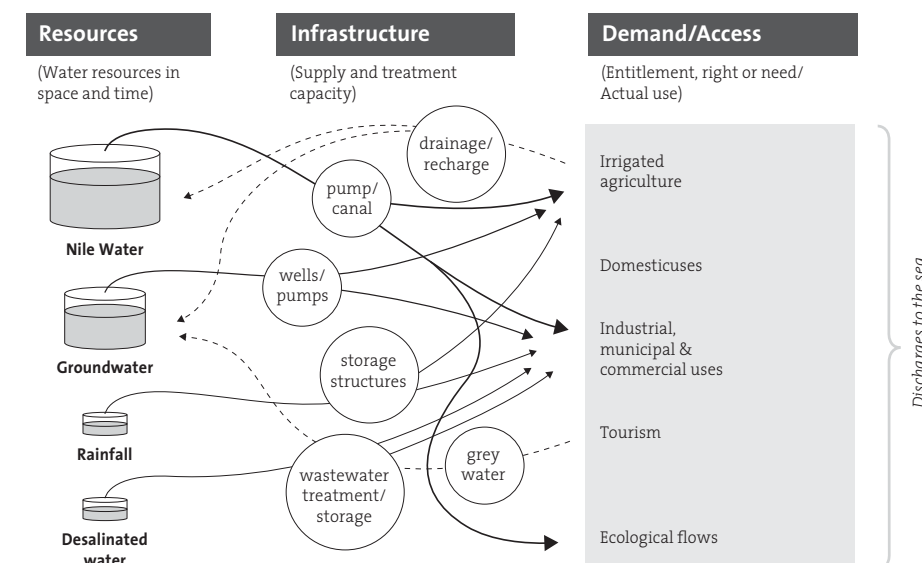 Resources
Infrastructure
Demand/Access
(Water resources in
space and time)
(Supply and treatment
capacity)
(Entitlement, right or need/
Actual use)
drainage/
recharge
pump/
canal
wells/
pumps
storage
structures
wastewater
treatment/
storage
grey
water
Nile Water
Groundwater
Rainfall
Desalinated
water
Irrigated
agriculture
Domesticuses
Industrial,
municipal &
commercial uses
Tourism
Ecological flows
Discharges to the sea